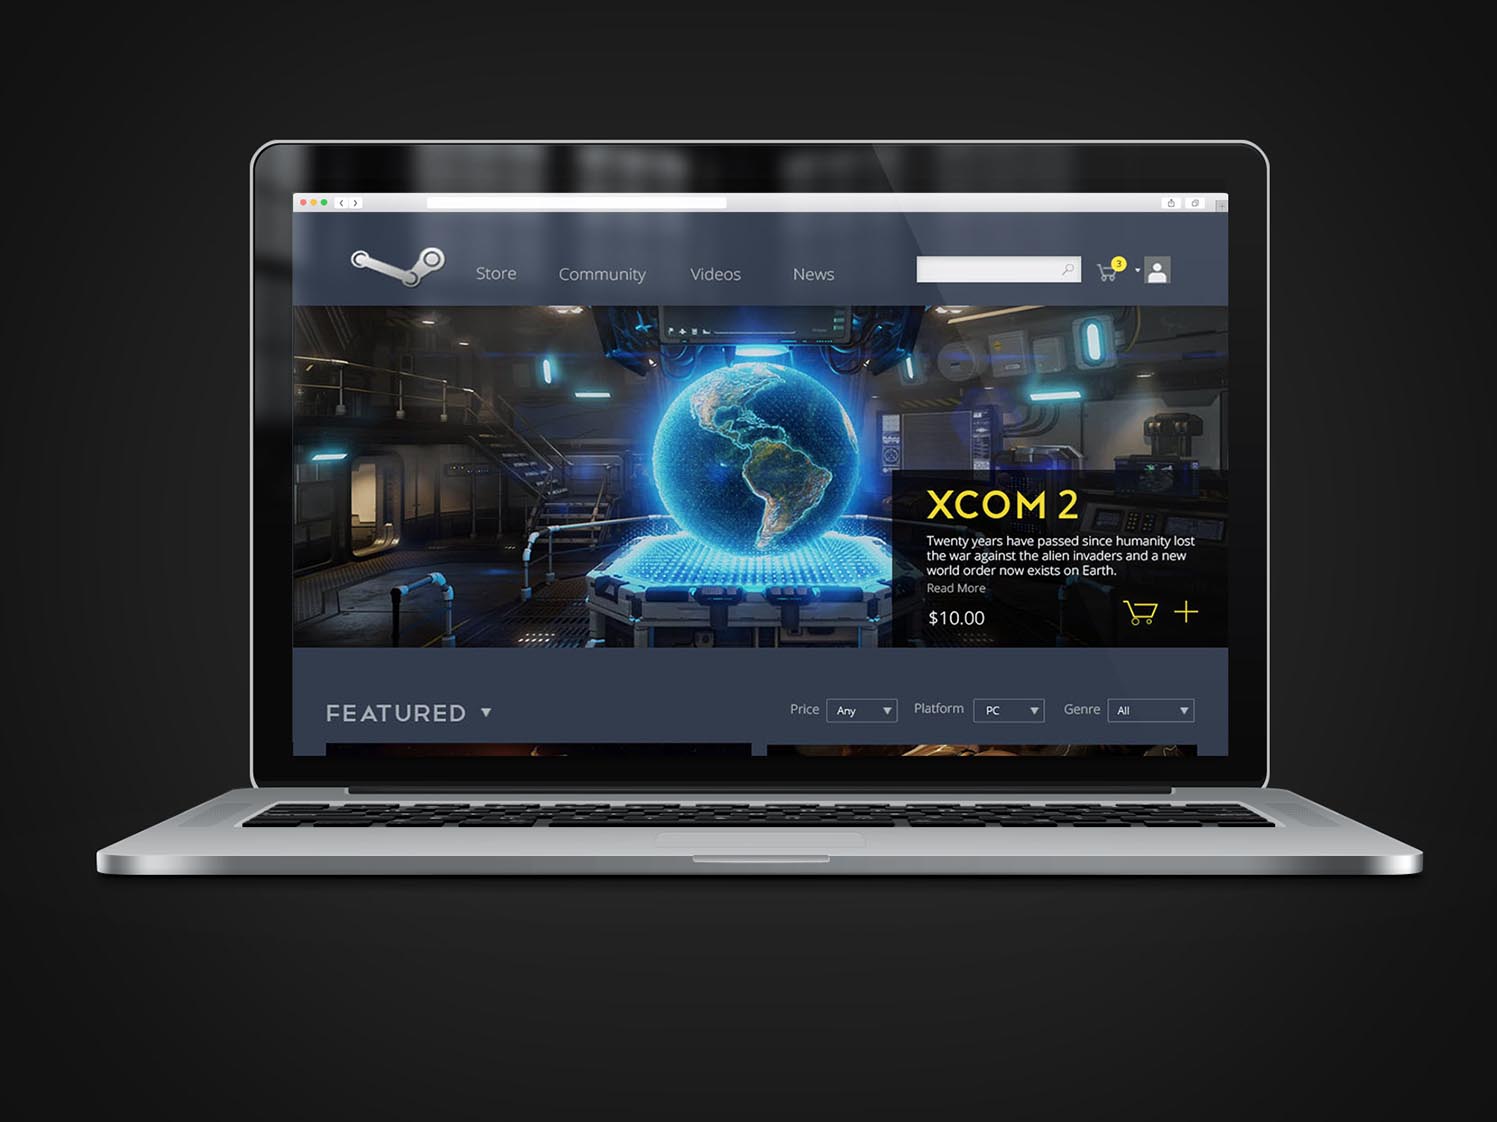 Store
Community
Videos
News
3
XCOM 2
Twenty years have passed since humanity lost
the war against the alien invaders and a new
world order now exists on Earth.
Read More
$10.00
FEATURED
Price
Any
Platform
PC
Genre
All